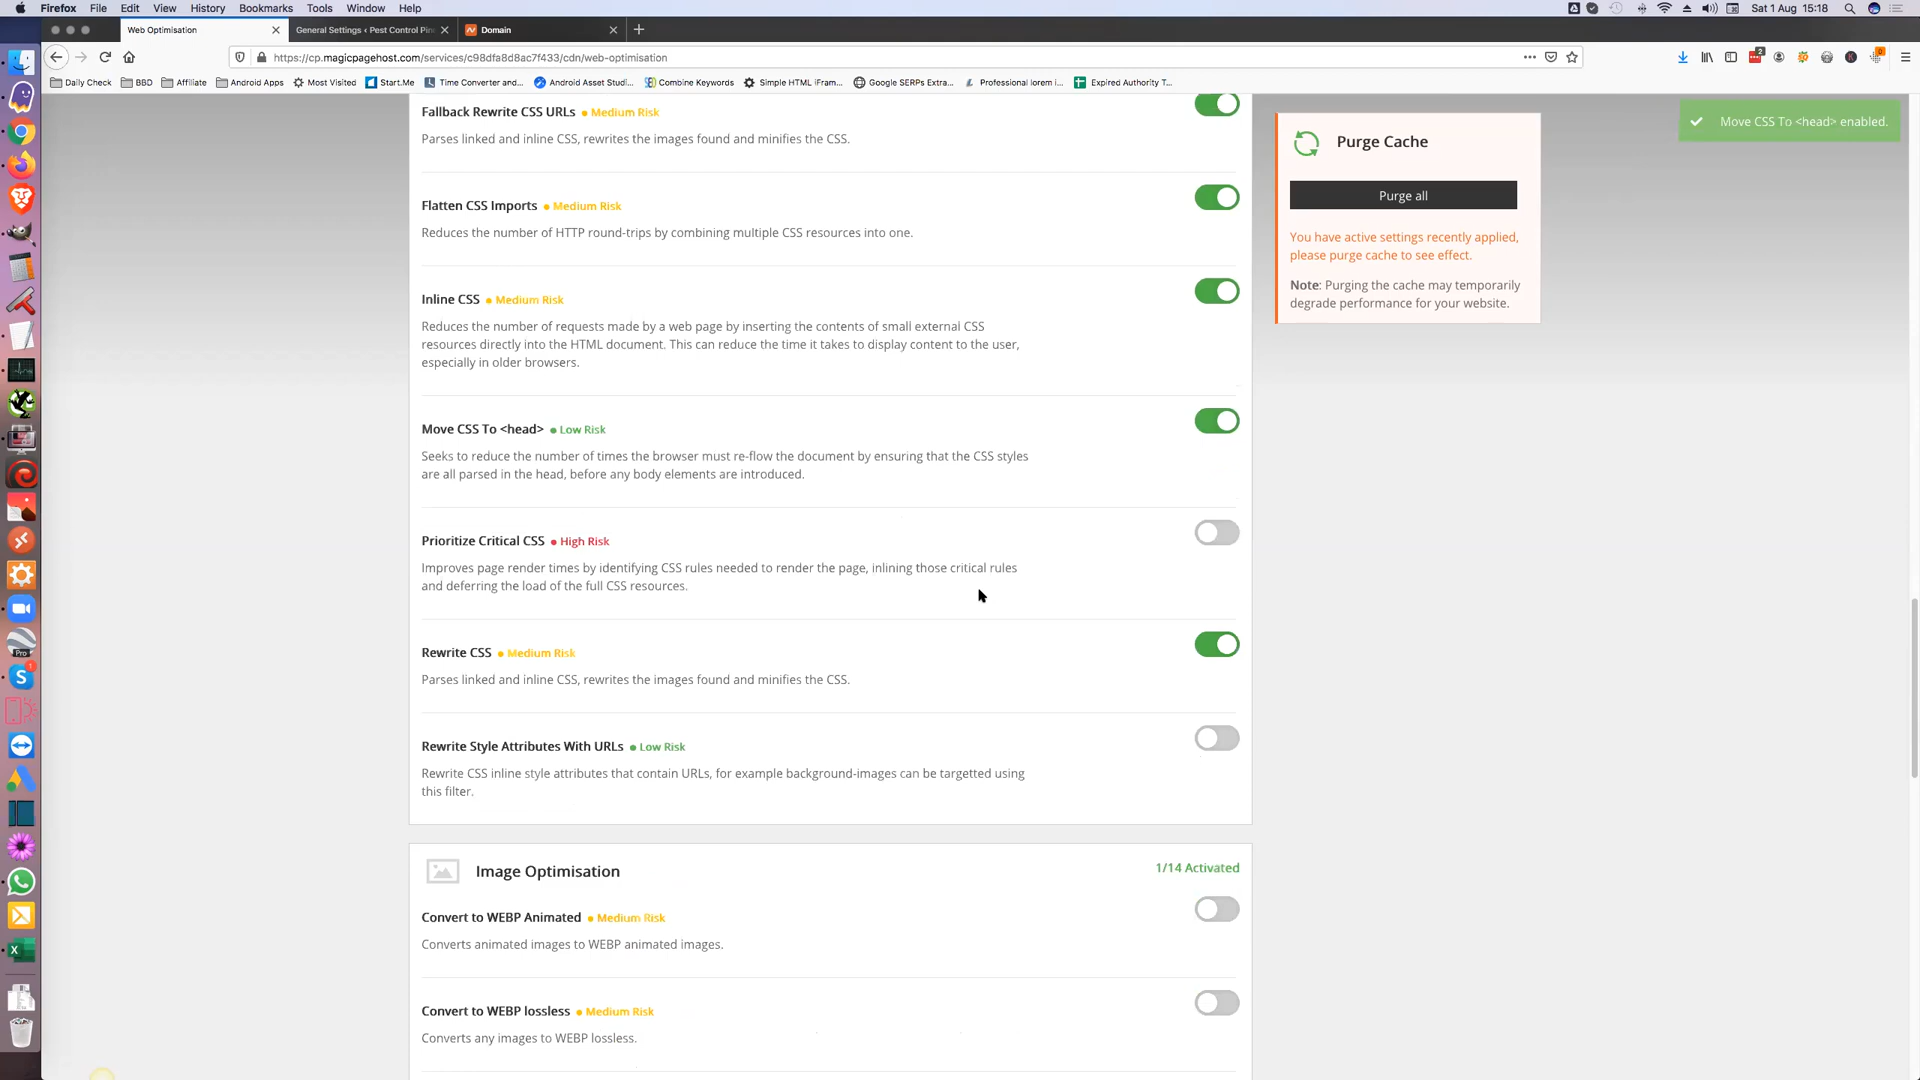 Firefox File Edit View History Bookmarks Tools Window Help
Sat 1 Aug 15:18
Web Optimisation
General Settings ‹ Pest Control Pin
Domain
https://cp.magicpagehost.com/services/c98dfa8d8ac7f433/cdn/web-optimisation
Daily Check
BBD
Affiliate
Android Apps
Most Visited
Start.Me
Time Converter and...
Android Asset Studi...
Combine Keywords
Simple HTML iFram...
Google SERPs Extra...
Professional lorem i...
Expired Authority T...
Fallback Rewrite CSS URLs Medium Risk
Parses linked and inline CSS, rewrites the images found and minifies the CSS.
Flatten CSS Imports Medium Risk
Reduces the number of HTTP round-trips by combining multiple CSS resources into one.
Inline CSS Medium Risk
Reduces the number of requests made by a web page by inserting the contents of small external CSS
resources directly into the HTML document. This can reduce the time it takes to display content to the user,
especially in older browsers.
Move CSS To <head> Low Risk
Seeks to reduce the number of times the browser must re-flow the document by ensuring that the CSS styles
are all parsed in the head, before any body elements are introduced.
Prioritize Critical CSS High Risk
Improves page render times by identifying CSS rules needed to render the page, inlining those critical rules
and deferring the load of the full CSS resources.
Rewrite CSS Medium Risk
Parses linked and inline CSS, rewrites the images found and minifies the CSS.
Rewrite Style Attributes With URLs Low Risk
Rewrite CSS inline style attributes that contain URLs, for example background-images can be targetted using
this filter.
Image Optimisation
1/14 Activated
Convert to WEBP Animated Medium Risk
Converts animated images to WEBP animated images.
Convert to WEBP lossless Medium Risk
Converts any images to WEBP lossless.
Purge Cache
Purge all
You have active settings recently applied,
please purge cache to see effect.
Note: Purging the cache may temporarily
degrade performance for your website.
Move CSS To <head> enabled.
2
0
Pro
1